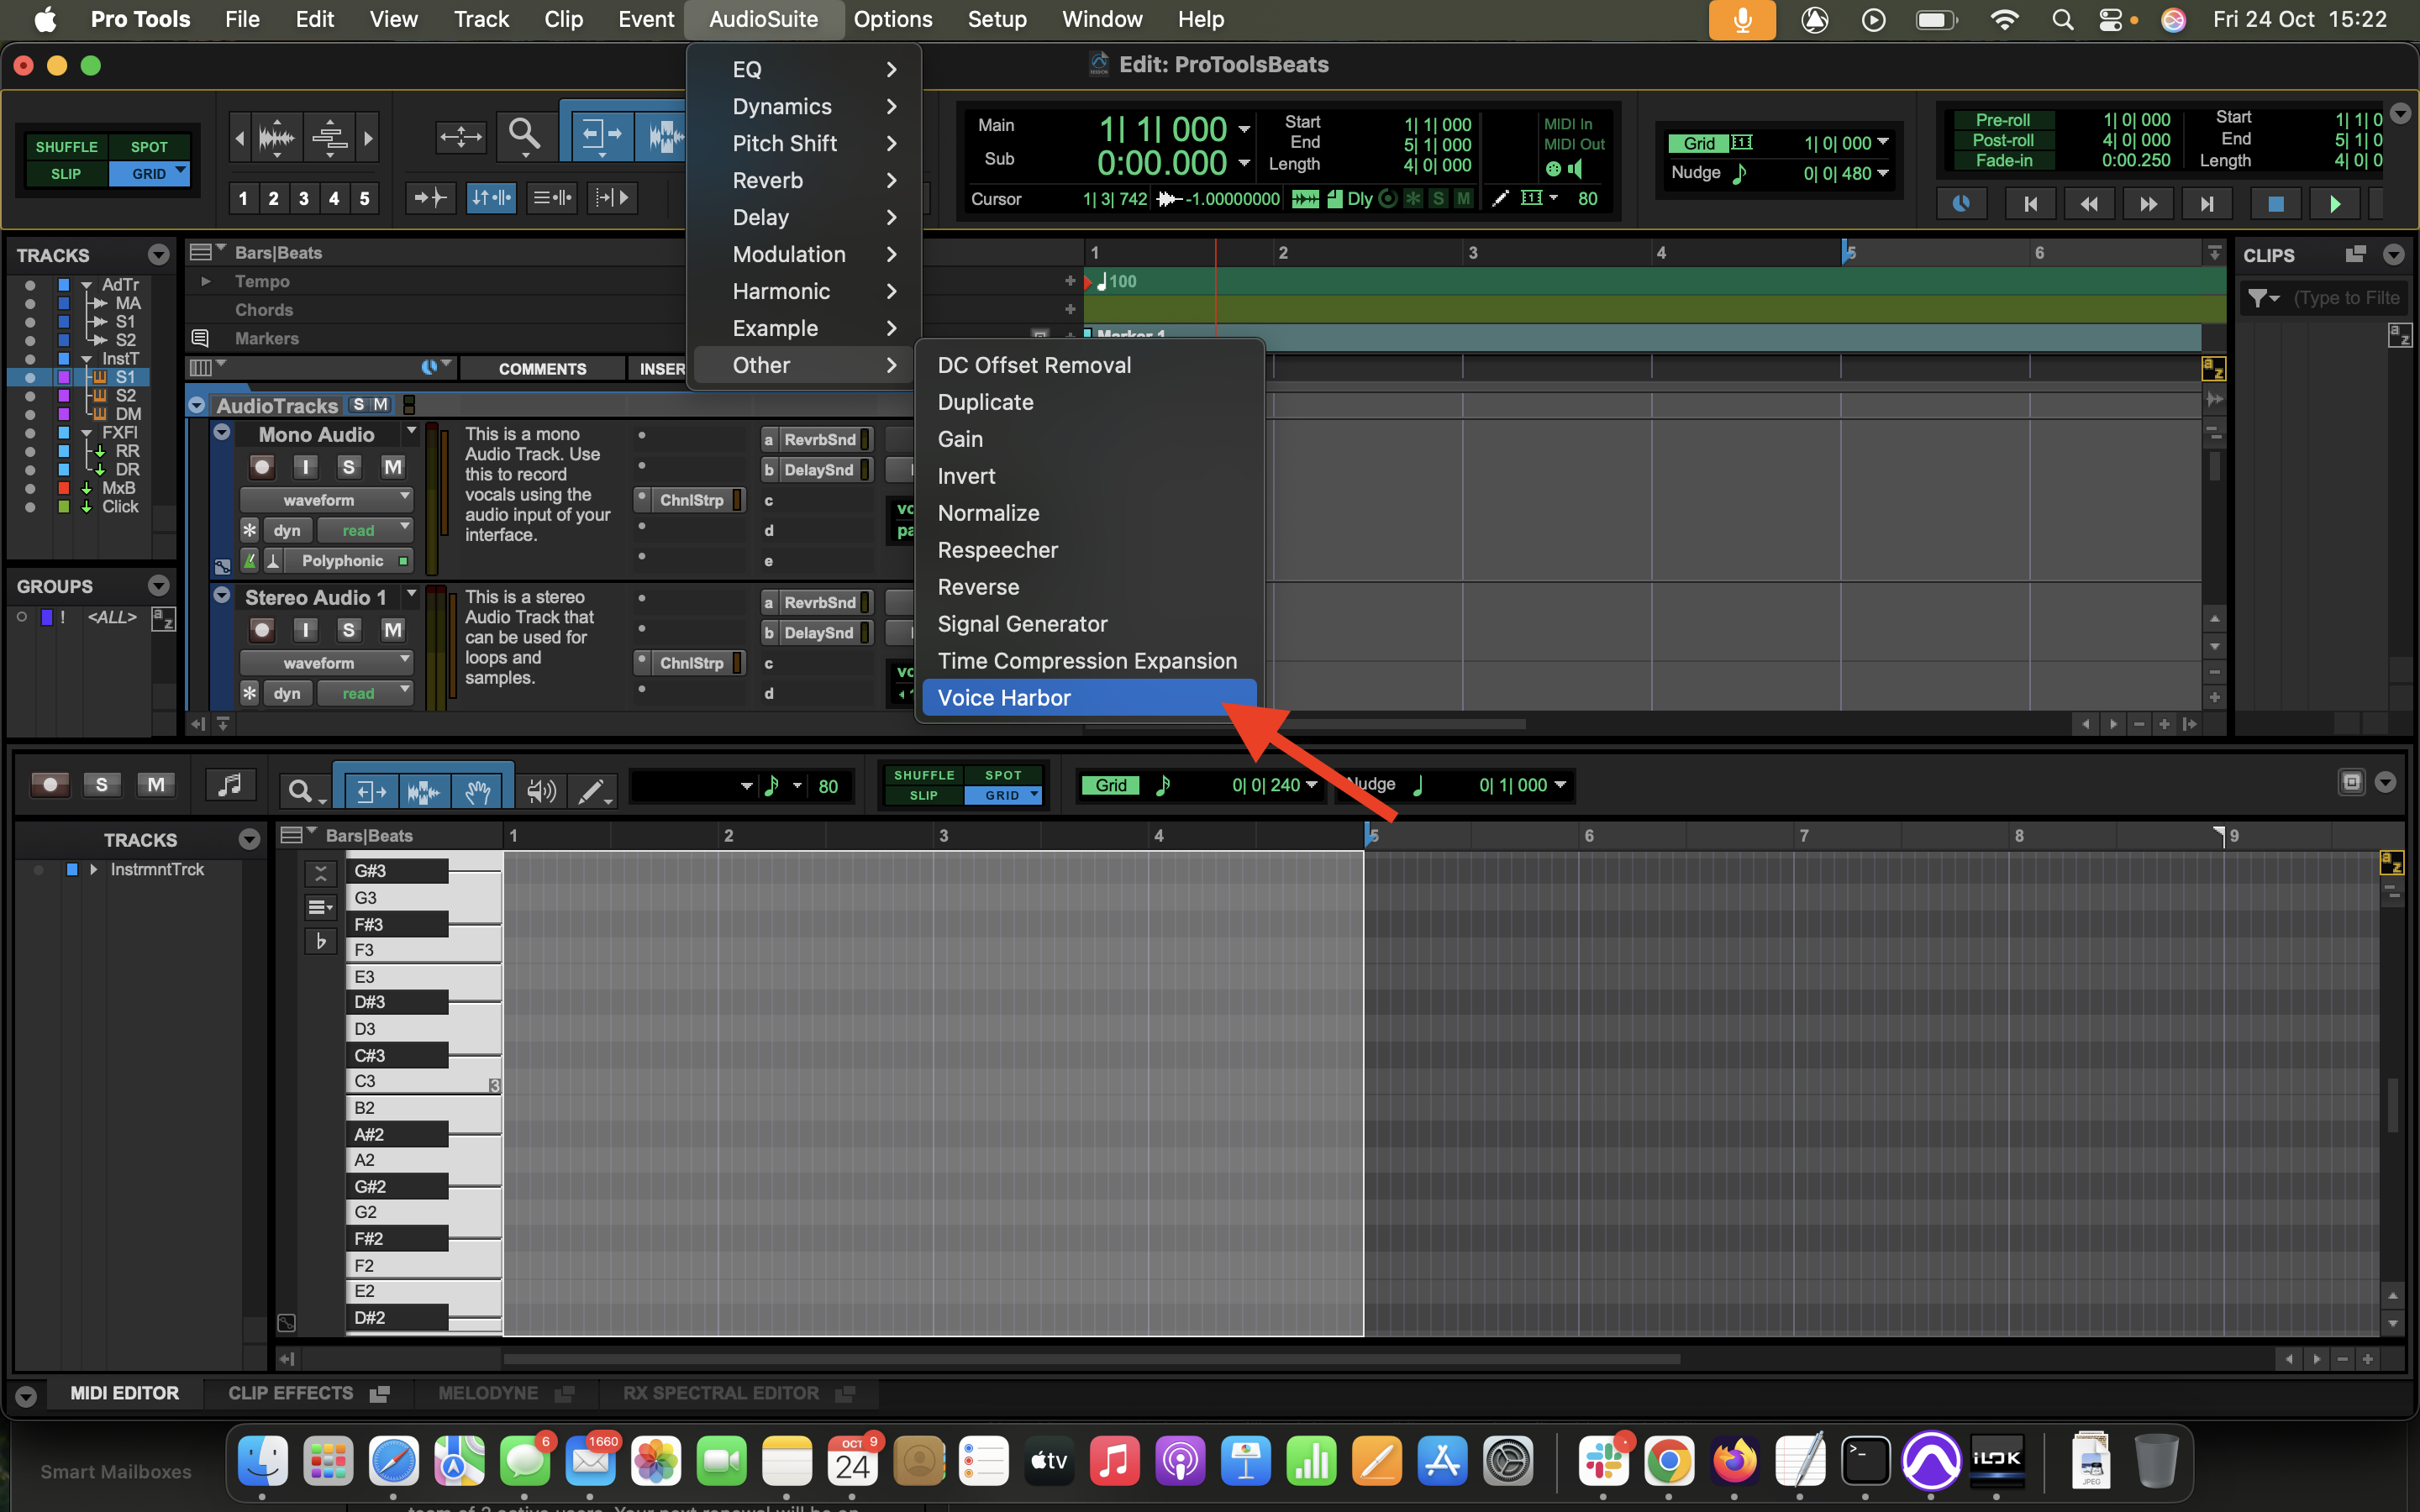 Pro Tools File Edit View Track Clip Event AudioSuite Options Setup Window Help Fri 24 Oct 15:22
Edit: ProToolsBeats
SHUFFLE SPOT
SLIP GRID
1 2 3 4 5
Main 1| 1| 000
Sub 0:00.000
Start 1| 1| 000
End 5| 1| 000
Length 4| 0| 000
MIDI In
MIDI Out
Cursor 1| 3| 742 -1.00000000 Dly S M 80
Grid 1| 0| 000
Nudge 0| 0| 480
Pre-roll 1| 0| 000
Post-roll 4| 0| 000
Fade-in 0:00.250
Start 1| 1| 0
End 5| 1| 0
Length 4| 0| 0
EQ
Dynamics
Pitch Shift
Reverb
Delay
Modulation
Harmonic
Example
Other
DC Offset Removal
Duplicate
Gain
Invert
Normalize
Respeecher
Reverse
Signal Generator
Time Compression Expansion
Voice Harbor
TRACKS
AdTr
MA
S1
S2
InstT
S1
S2
DM
FXFl
RR
DR
MxB
Click
GROUPS
! <ALL>
Bars|Beats 1 2 3 4 5 6
Tempo 100
Chords
Markers Marker 1
COMMENTS INSER
AudioTracks S M
Mono Audio
I S M
waveform
dyn read
Polyphonic
This is a mono
Audio Track. Use
this to record
vocals using the
audio input of your
interface.
ChnlStrp
a RevrbSnd
b DelaySnd
c
d
e
vo
pa
Stereo Audio 1
I S M
waveform
dyn read
This is a stereo
Audio Track that
can be used for
loops and
samples.
ChnlStrp
a RevrbSnd
b DelaySnd
c
d
vo
CLIPS
(Type to Filte
S M
80
SHUFFLE SPOT
SLIP GRID
Grid 0| 0| 240
Nudge 0| 1| 000
TRACKS
InstrmntTrck
Bars|Beats 1 2 3 4 5 6 7 8 9
G#3
G3
F#3
F3
E3
D#3
D3
C#3
C3 3
B2
A#2
A2
G#2
G2
F#2
F2
E2
D#2
MIDI EDITOR CLIP EFFECTS MELODYNE RX SPECTRAL EDITOR
Smart Mailboxes
6
1660
OCT 9
24
tv
iLOK
JPEG